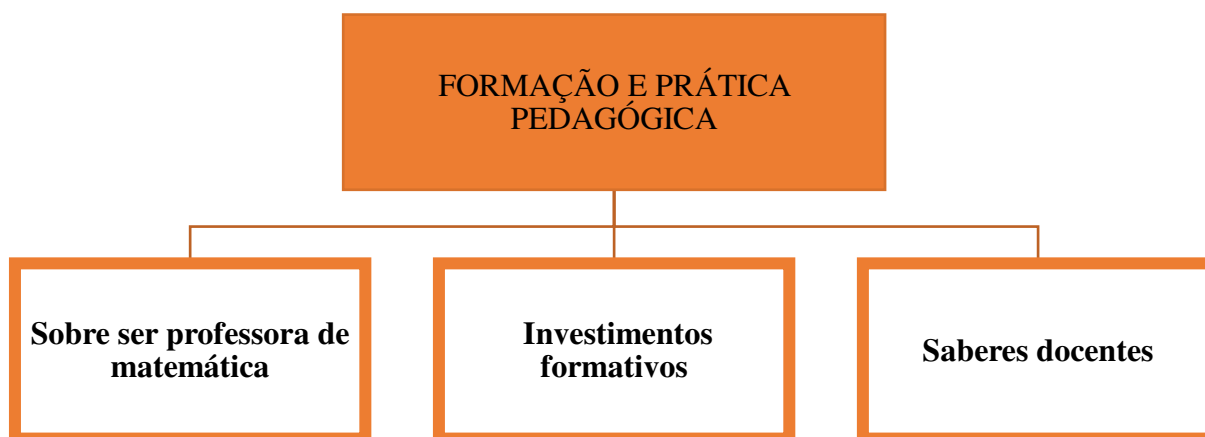 FORMAÇÃO E PRÁTICA
PEDAGÓGICA
Sobre ser professora de
matemática
Investimentos
formativos
Saberes docentes